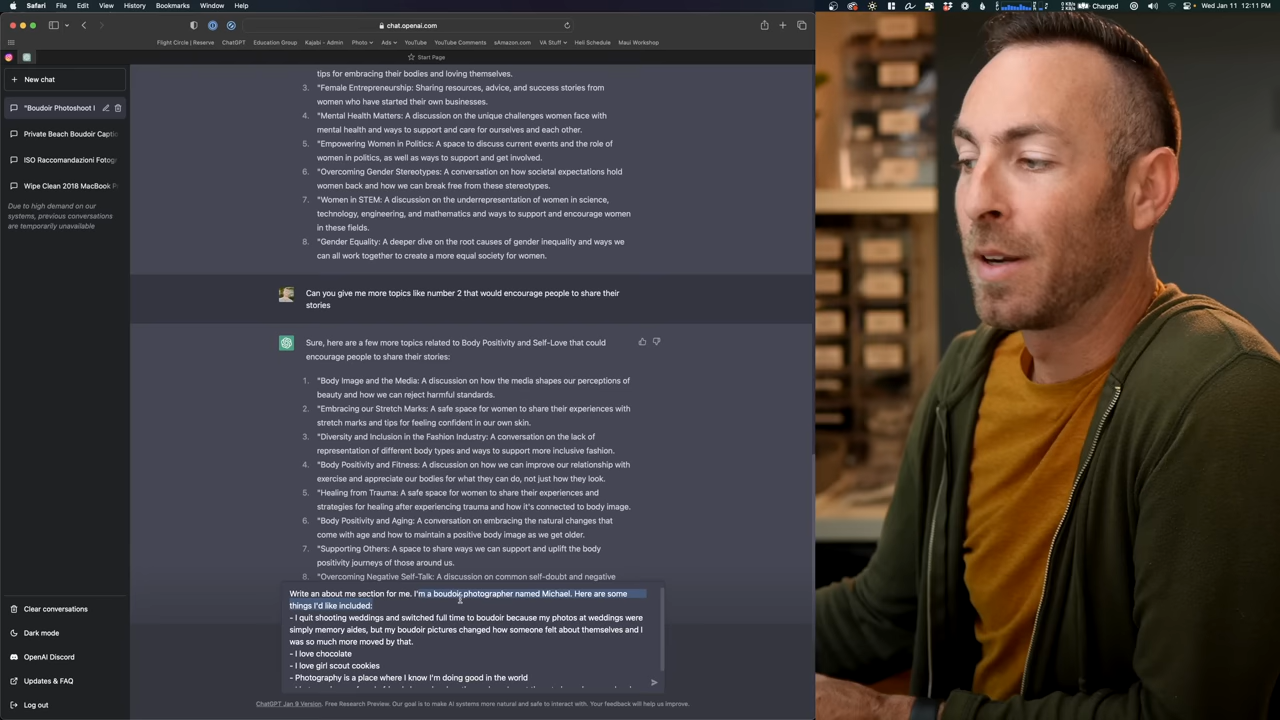 Safari File Edit View History Bookmarks Window Help
Charged Wed Jan 11 12:11 PM
chat.openai.com
Flight Circle | Reserve ChatGPT Education Group Kajabi - Admin Photo Ads YouTube YouTube Comments sAmazon.com VA Stuff Heli Schedule Maui Workshop
Start Page
New chat
"Boudoir Photoshoot I
Private Beach Boudoir Capti
ISO Raccomandazioni Fotog
Wipe Clean 2018 MacBook P
Due to high demand on our
systems, previous conversations
are temporarily unavailable
tips for embracing their bodies and loving themselves.
3. "Female Entrepreneurship: Sharing resources, advice, and success stories from
women who have started their own businesses.
4. "Mental Health Matters: A discussion on the unique challenges women face with
mental health and ways to support and care for ourselves and each other.
5. "Empowering Women in Politics: A space to discuss current events and the role of
women in politics, as well as ways to support and get involved.
6. "Overcoming Gender Stereotypes: A conversation on how societal expectations hold
women back and how we can break free from these stereotypes.
7. "Women in STEM: A discussion on the underrepresentation of women in science,
technology, engineering, and mathematics and ways to support and encourage women
in these fields.
8. "Gender Equality: A deeper dive on the root causes of gender inequality and ways we
can all work together to create a more equal society for women.
Can you give me more topics like number 2 that would encourage people to share their
stories
Sure, here are a few more topics related to Body Positivity and Self-Love that could
encourage people to share their stories:
1. "Body Image and the Media: A discussion on how the media shapes our perceptions of
beauty and how we can reject harmful standards.
2. "Embracing our Stretch Marks: A safe space for women to share their experiences with
stretch marks and tips for feeling confident in our own skin.
3. "Diversity and Inclusion in the Fashion Industry: A conversation on the lack of
representation of different body types and ways to support more inclusive fashion.
4. "Body Positivity and Fitness: A discussion on how we can improve our relationship with
exercise and appreciate our bodies for what they can do, not just how they look.
5. "Healing from Trauma: A safe space for women to share their experiences and
strategies for healing after experiencing trauma and how it's connected to body image.
6. "Body Positivity and Aging: A conversation on embracing the natural changes that
come with age and how to maintain a positive body image as we get older.
7. "Supporting Others: A space to share ways we can support and uplift the body
positivity journeys of those around us.
8. "Overcoming Negative Self-Talk: A discussion on common self-doubt and negative
Write an about me section for me. I'm a boudoir photographer named Michael. Here are some
things I'd like included:
- I quit shooting weddings and switched full time to boudoir because my photos at weddings were
simply memory aides, but my boudoir pictures changed how someone felt about themselves and I
was so much more moved by that.
- I love chocolate
- I love girl scout cookies
- Photography is a place where I know I'm doing good in the world
Clear conversations
Dark mode
OpenAI Discord
Updates & FAQ
Log out
ChatGPT Jan 9 Version. Free Research Preview. Our goal is to make AI systems more natural and safe to interact with. Your feedback will help us improve.